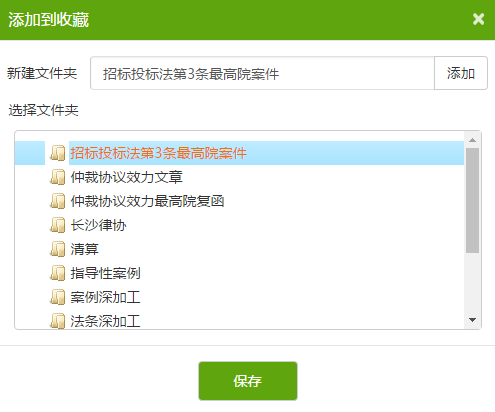 添加到收藏
新建文件夹 招标投标法第3条最高院案件 添加
选择文件夹
招标投标法第3条最高院案件
仲裁协议效力文章
仲裁协议效力最高院复函
长沙律协
清算
指导性案例
案例深加工
法条深加工
保存